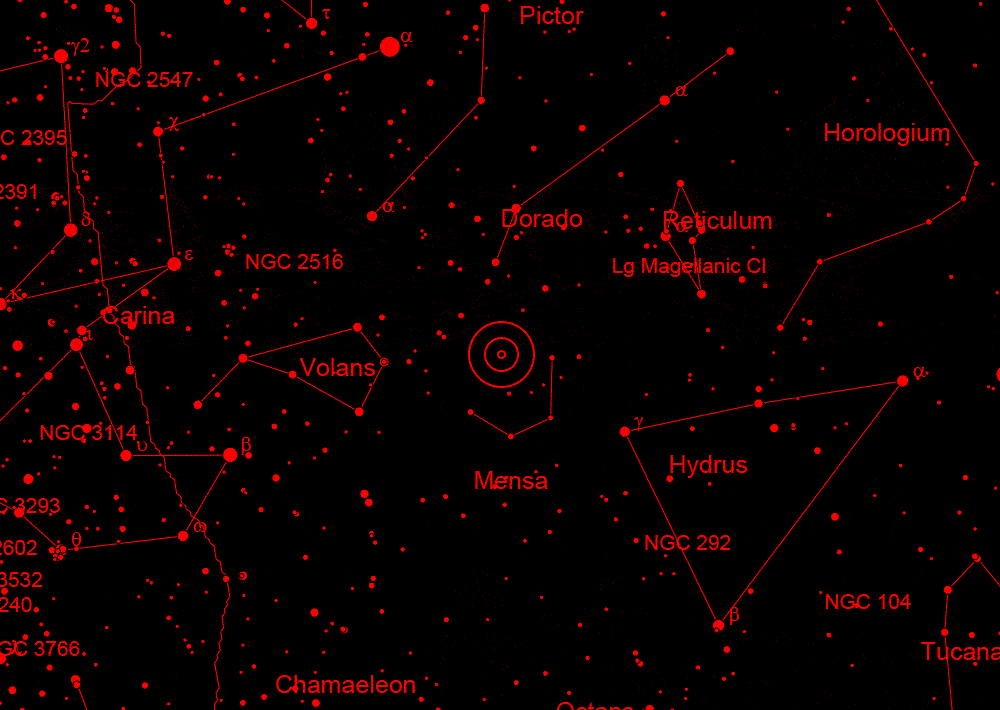 τ
Pictor
α
γ2
NGC 2547
α
χ
Horologium
C 2395
2391
α
δ
Dorado
Reticulum
α
ε
NGC 2516
Lg Magellanic Cl
κ
Carina
ι
Volans
α
γ
NGC 3114
υ
β
Hydrus
Mensa
C 3293
ω
θ
NGC 292
2602
3532
240
NGC 104
β
GC 3766
Tucana
Chamaeleon
Octans